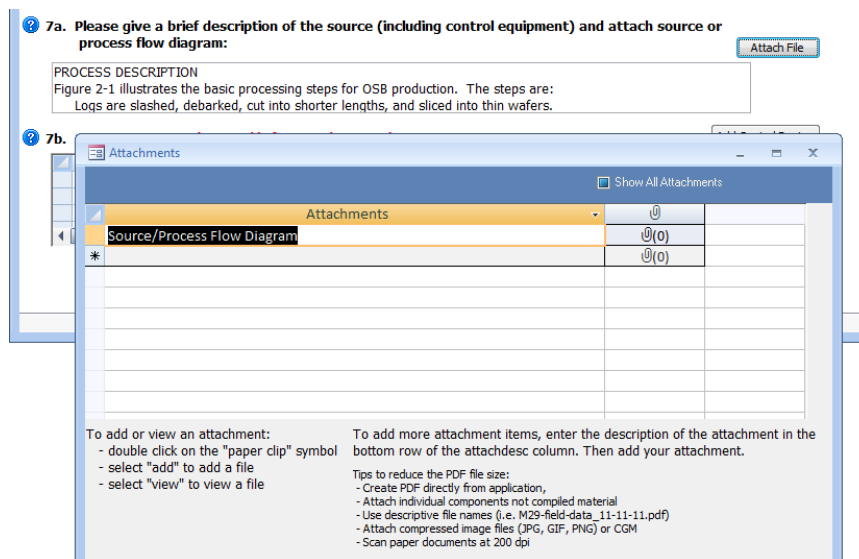 7a. Please give a brief description of the source (including control equipment) and attach source or
process flow diagram:
Attach File
PROCESS DESCRIPTION
Figure 2-1 illustrates the basic processing steps for OSB production. The steps are:
Logs are slashed, debarked, cut into shorter lengths, and sliced into thin wafers.
7b.
Attachments
Show All Attachments
Attachments
Source/Process Flow Diagram
(0)
(0)
To add or view an attachment:
- double click on the "paper clip" symbol
- select "add" to add a file
- select "view" to view a file
To add more attachment items, enter the description of the attachment in the
bottom row of the attachdesc column. Then add your attachment.
Tips to reduce the PDF file size:
- Create PDF directly from application,
- Attach individual components not compiled material
- Use descriptive file names (i.e. M29-field-data_11-11-11.pdf)
- Attach compressed image files (JPG, GIF, PNG) or CGM
- Scan paper documents at 200 dpi